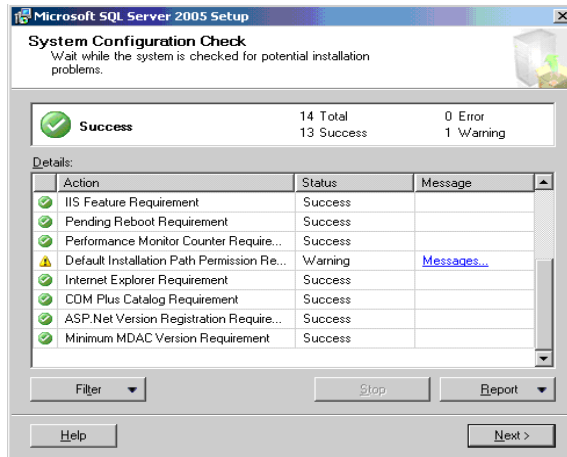 Microsoft SQL Server 2005 Setup
System Configuration Check
Wait while the system is checked for potential installation
problems.
Success
14 Total
0 Error
13 Success
1 Warning
Details:
Action Status Message
IIS Feature Requirement Success
Pending Reboot Requirement Success
Performance Monitor Counter Require... Success
Default Installation Path Permission Re... Warning Messages...
Internet Explorer Requirement Success
COM Plus Catalog Requirement Success
ASP.Net Version Registration Require... Success
Minimum MDAC Version Requirement Success
Filter Stop Report
Help Next >